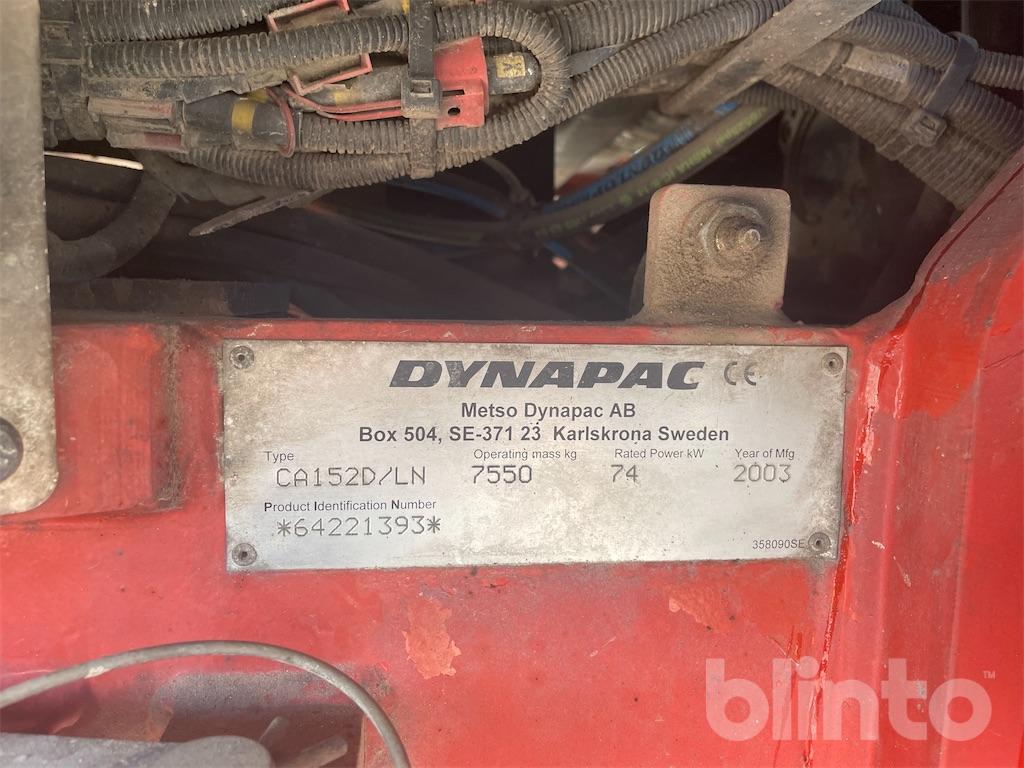 DYNAPAC CE
Metso Dynapac AB
Box 504, SE-371 23 Karlskrona Sweden
Type Operating mass kg Rated Power kW Year of Mfg
CA152D/LN 7550 74 2003
Product Identification Number
*64221393*
358090SE
blinto™